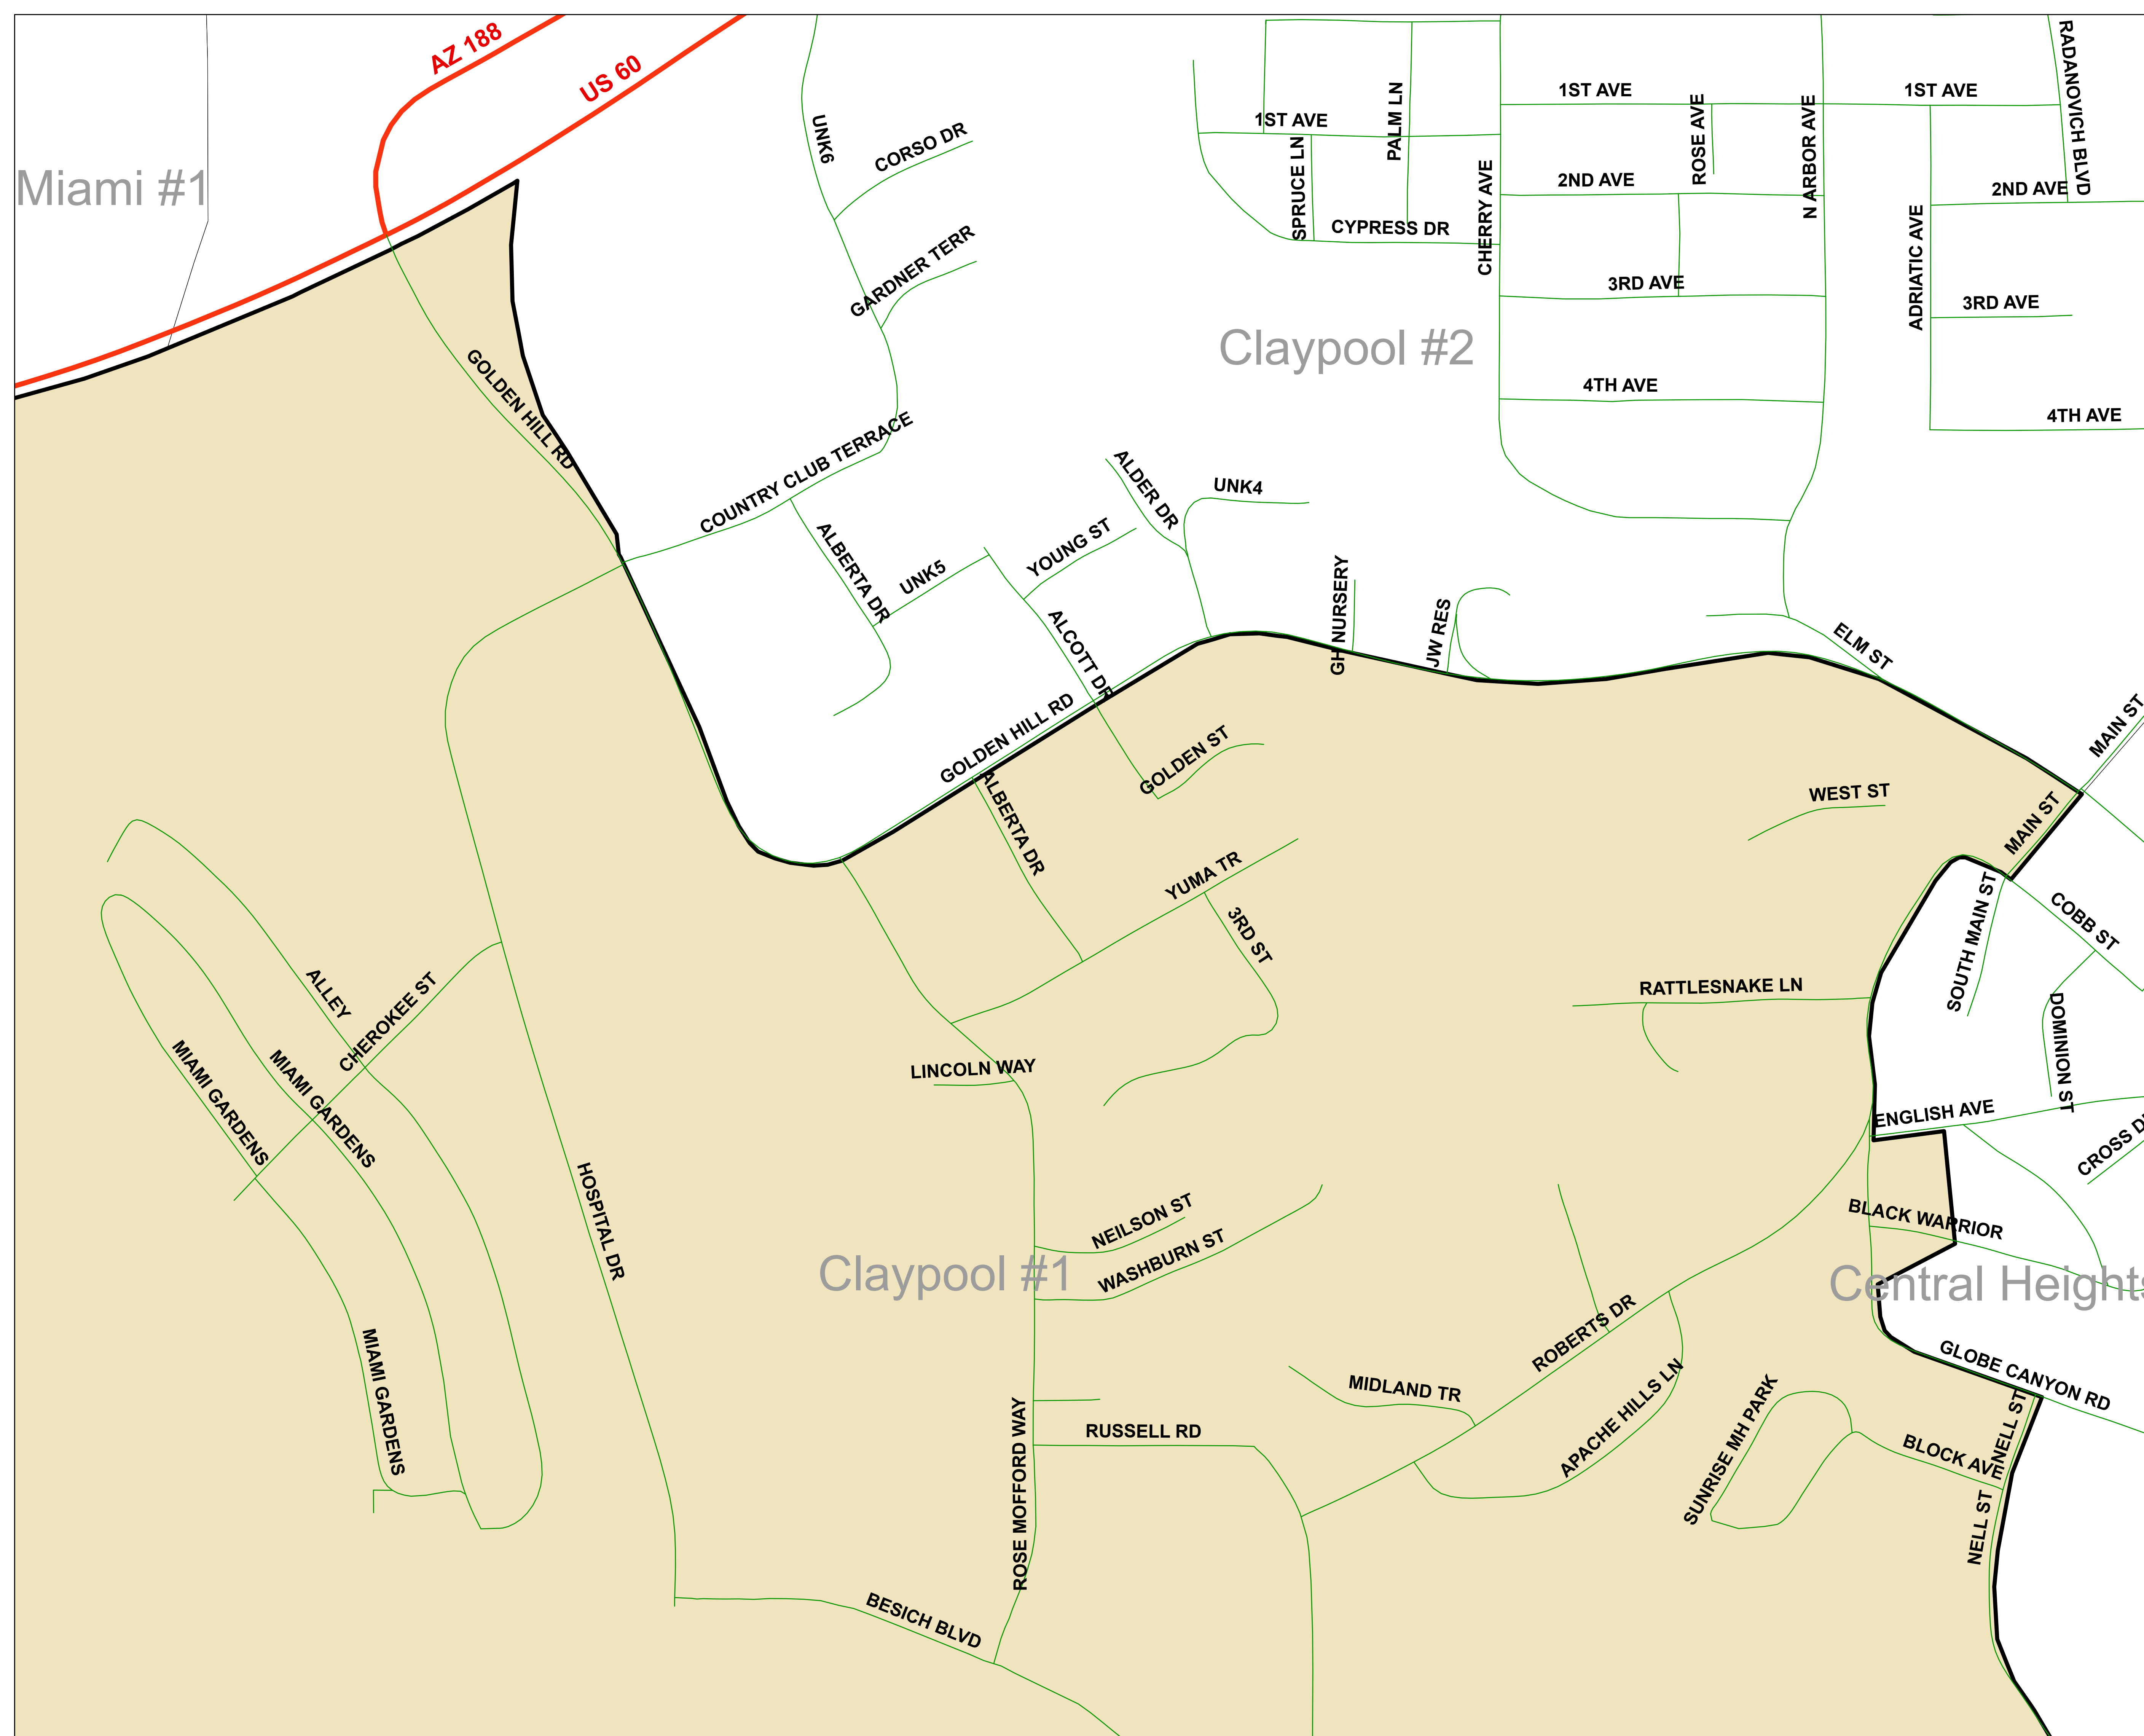 AZ 188
US 60
Miami #1
UNK6
CORSO DR
GARDNER TERR
1ST AVE
SPRUCE LN
PALM LN
CYPRESS DR
CHERRY AVE
1ST AVE
ROSE AVE
2ND AVE
N ARBOR AVE
3RD AVE
4TH AVE
1ST AVE
RADANOVICH BLVD
2ND AVE
ADRIATIC AVE
3RD AVE
4TH AVE
Claypool #2
GOLDEN HILL RD
COUNTRY CLUB TERRACE
ALBERTA DR
UNK5
YOUNG ST
ALDER DR
UNK4
ALCOTT DR
GH NURSERY
JW RES
ELM ST
MAIN ST
GOLDEN HILL RD
GOLDEN ST
ALBERTA DR
WEST ST
MAIN ST
YUMA TR
3RD ST
SOUTH MAIN ST
COBB ST
RATTLESNAKE LN
DOMINION ST
ALLEY
CHEROKEE ST
MIAMI GARDENS
MIAMI GARDENS
LINCOLN WAY
ENGLISH AVE
CROSS D
HOSPITAL DR
NEILSON ST
WASHBURN ST
BLACK WARRIOR
Claypool #1
Central Heights
MIAMI GARDENS
ROBERTS DR
GLOBE CANYON RD
MIDLAND TR
APACHE HILLS LN
SUNRISE MH PARK
NELL ST
BLOCK AVE
RUSSELL RD
ROSE MOFFORD WAY
NELL ST
BESICH BLVD